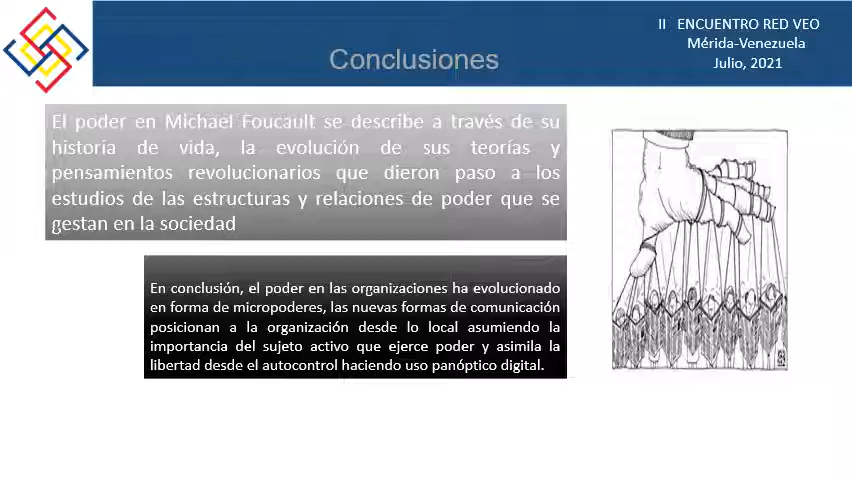 II ENCUENTRO RED VEO
Mérida-Venezuela
Julio, 2021
Conclusiones
El poder en Michael Foucault se describe a través de su
historia de vida, la evolución de sus teorías y
pensamientos revolucionarios que dieron paso a los
estudios de las estructuras y relaciones de poder que se
gestan en la sociedad
En conclusión, el poder en las organizaciones ha evolucionado
en forma de micropoderes, las nuevas formas de comunicación
posicionan a la organización desde lo local asumiendo la
importancia del sujeto activo que ejerce poder y asimila la
libertad desde el autocontrol haciendo uso panóptico digital.